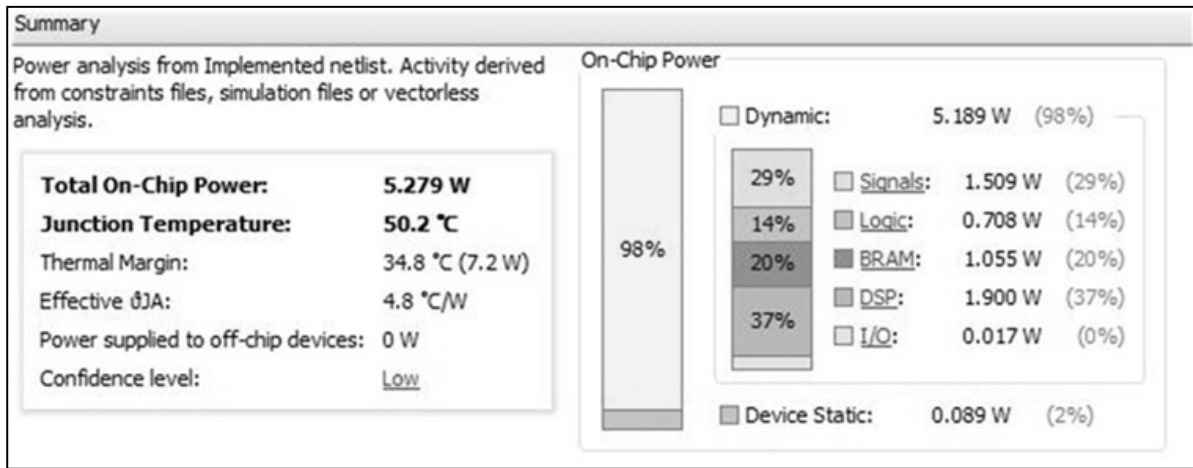 Summary
Power analysis from Implemented netlist. Activity derived
from constraints files, simulation files or vectorless
analysis.
Total On-Chip Power: 5.279 W
Junction Temperature: 50.2 °C
Thermal Margin: 34.8 °C (7.2 W)
Effective ϑJA: 4.8 °C/W
Power supplied to off-chip devices: 0 W
Confidence level: Low
On-Chip Power
98%
Dynamic: 5.189 W (98%)
29%
14%
20%
37%
Signals: 1.509 W (29%)
Logic: 0.708 W (14%)
BRAM: 1.055 W (20%)
DSP: 1.900 W (37%)
I/O: 0.017 W (0%)
Device Static: 0.089 W (2%)